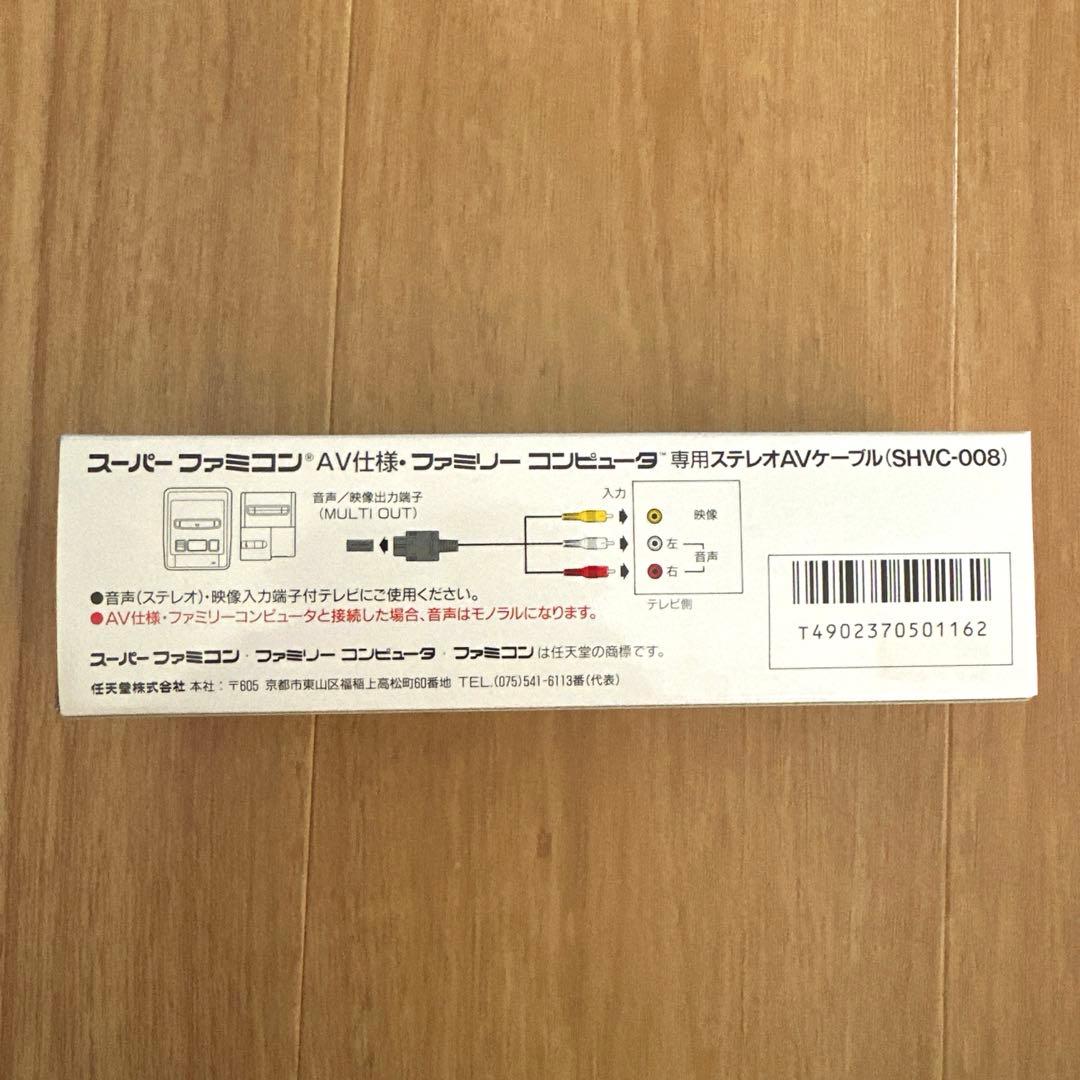 スーパーファミコン®AV仕様・ファミリー コンピュータ™専用ステレオAVケーブル(SHVC-008)
音声/映像出力端子
(MULTI OUT)
入力
映像
左
音声
右
テレビ側
●音声(ステレオ)・映像入力端子付テレビにご使用ください。
●AV仕様・ファミリーコンピュータと接続した場合、音声はモノラルになります。
スーパーファミコン・ファミリー コンピュータ・ファミコンは任天堂の商標です。
任天堂株式会社 本社:〒605 京都市東山区福稲上高松町60番地 TEL.(075)541-6113番(代表)
T4902370501162